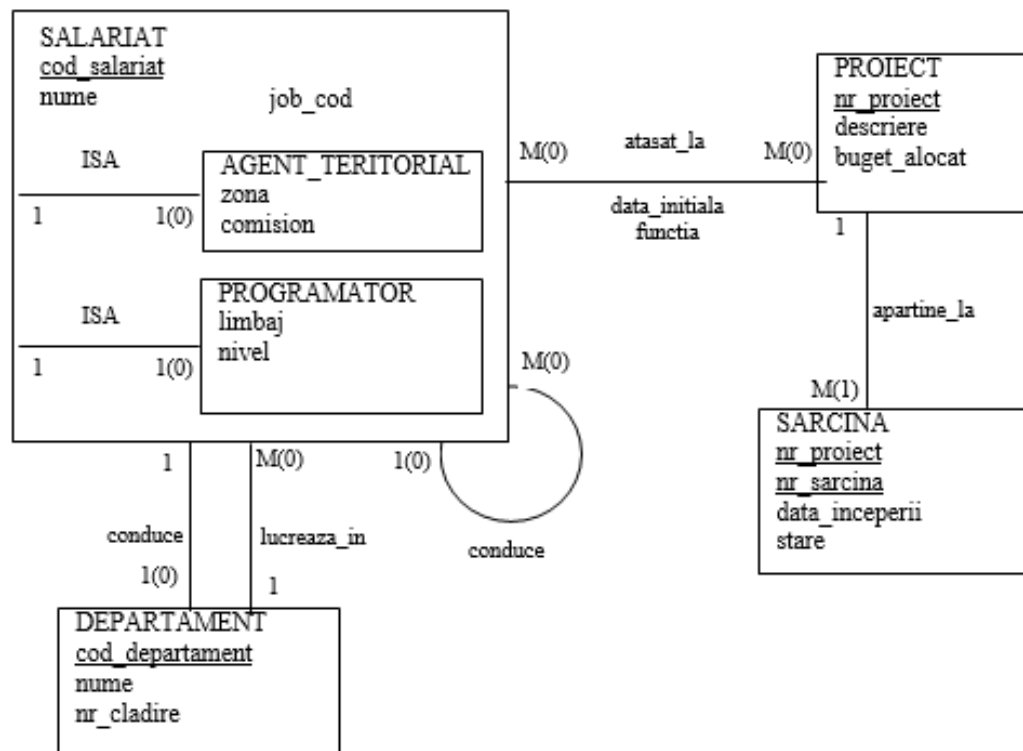 SALARIAT
cod_salariat
nume
job_cod
ISA
1
1(0)
AGENT_TERITORIAL
zona
comision
ISA
1
1(0)
PROGRAMATOR
limbaj
nivel
M(0)
atasat_la
M(0)
data_initiala
functia
PROIECT
nr_proiect
descriere
buget_alocat
1
apartine_la
M(1)
SARCINA
nr_proiect
nr_sarcina
data_inceperii
stare
M(0)
1(0)
conduce
1
conduce
1(0)
M(0)
lucreaza_in
1
DEPARTAMENT
cod_departament
nume
nr_cladire